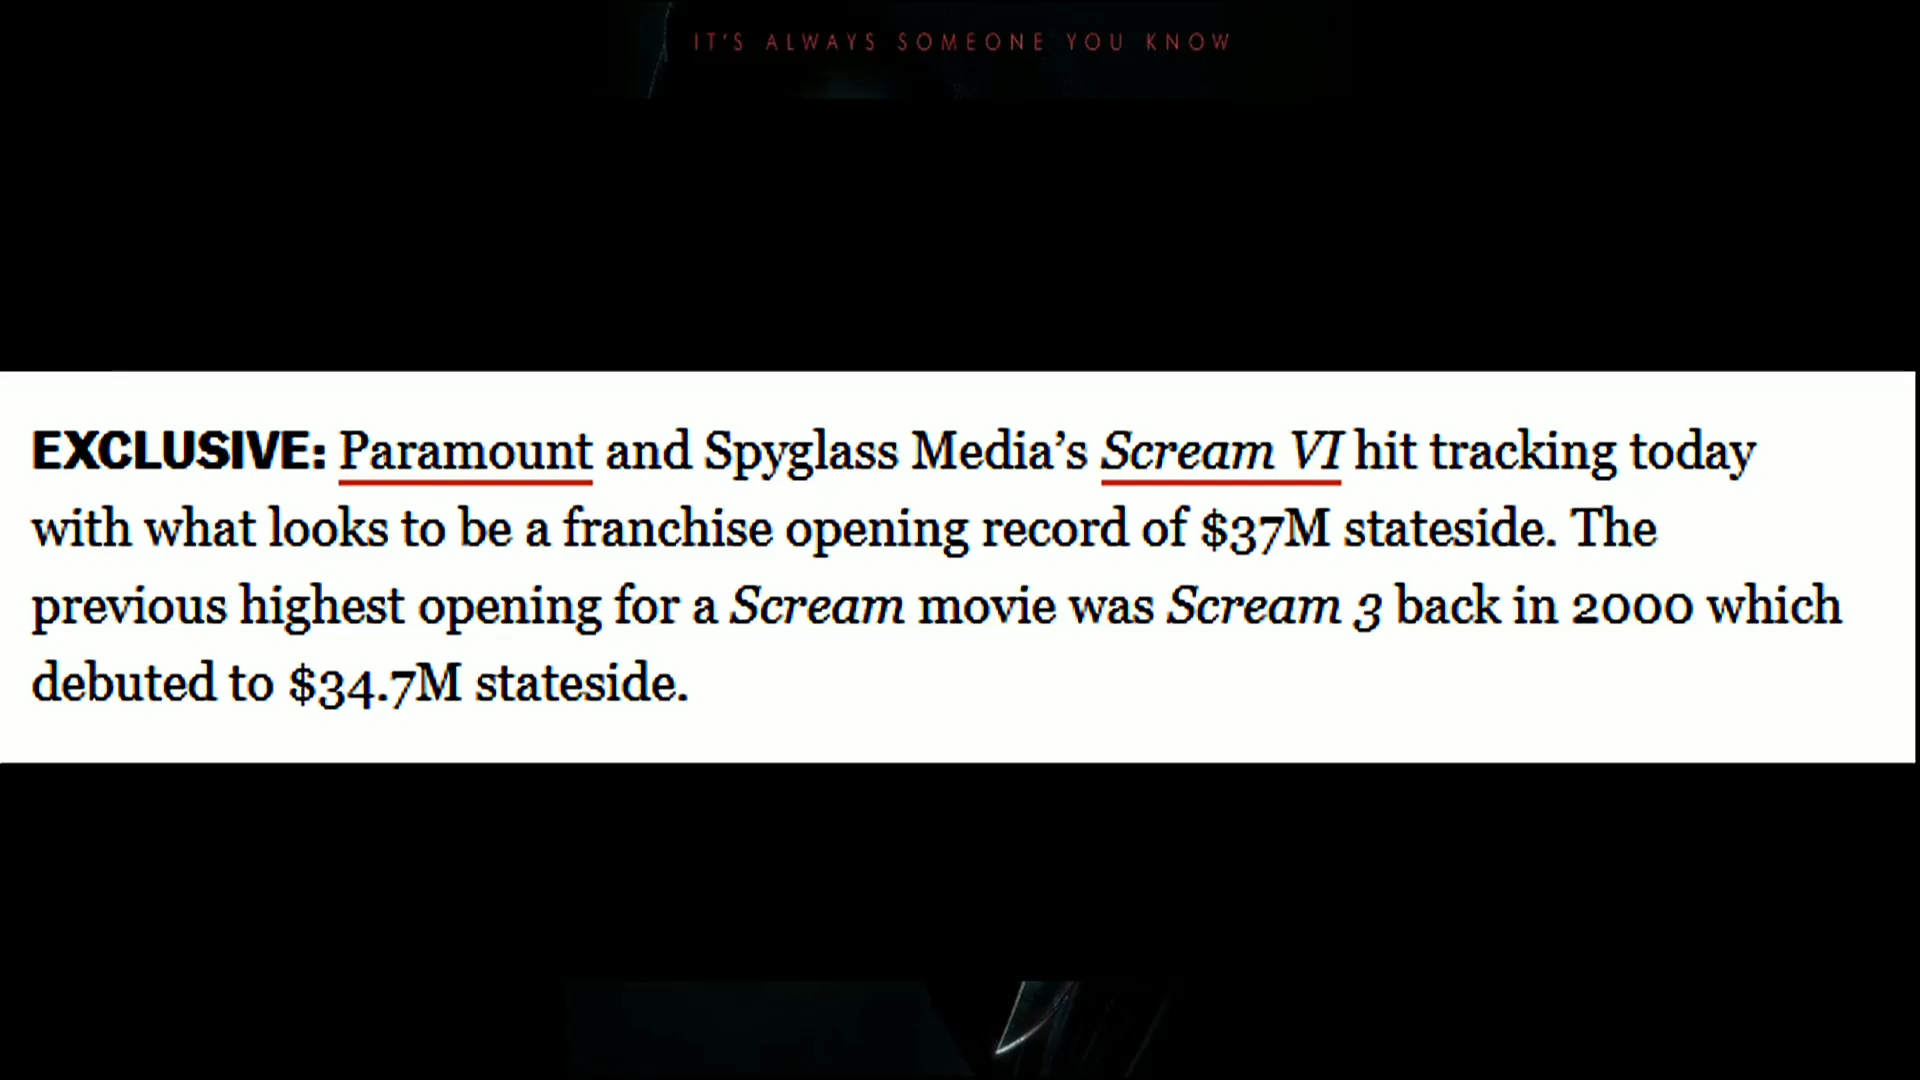 IT'S ALWAYS SOMEONE YOU KNOW
EXCLUSIVE: Paramount and Spyglass Media’s Scream VI hit tracking today
with what looks to be a franchise opening record of $37M stateside. The
previous highest opening for a Scream movie was Scream 3 back in 2000 which
debuted to $34.7M stateside.